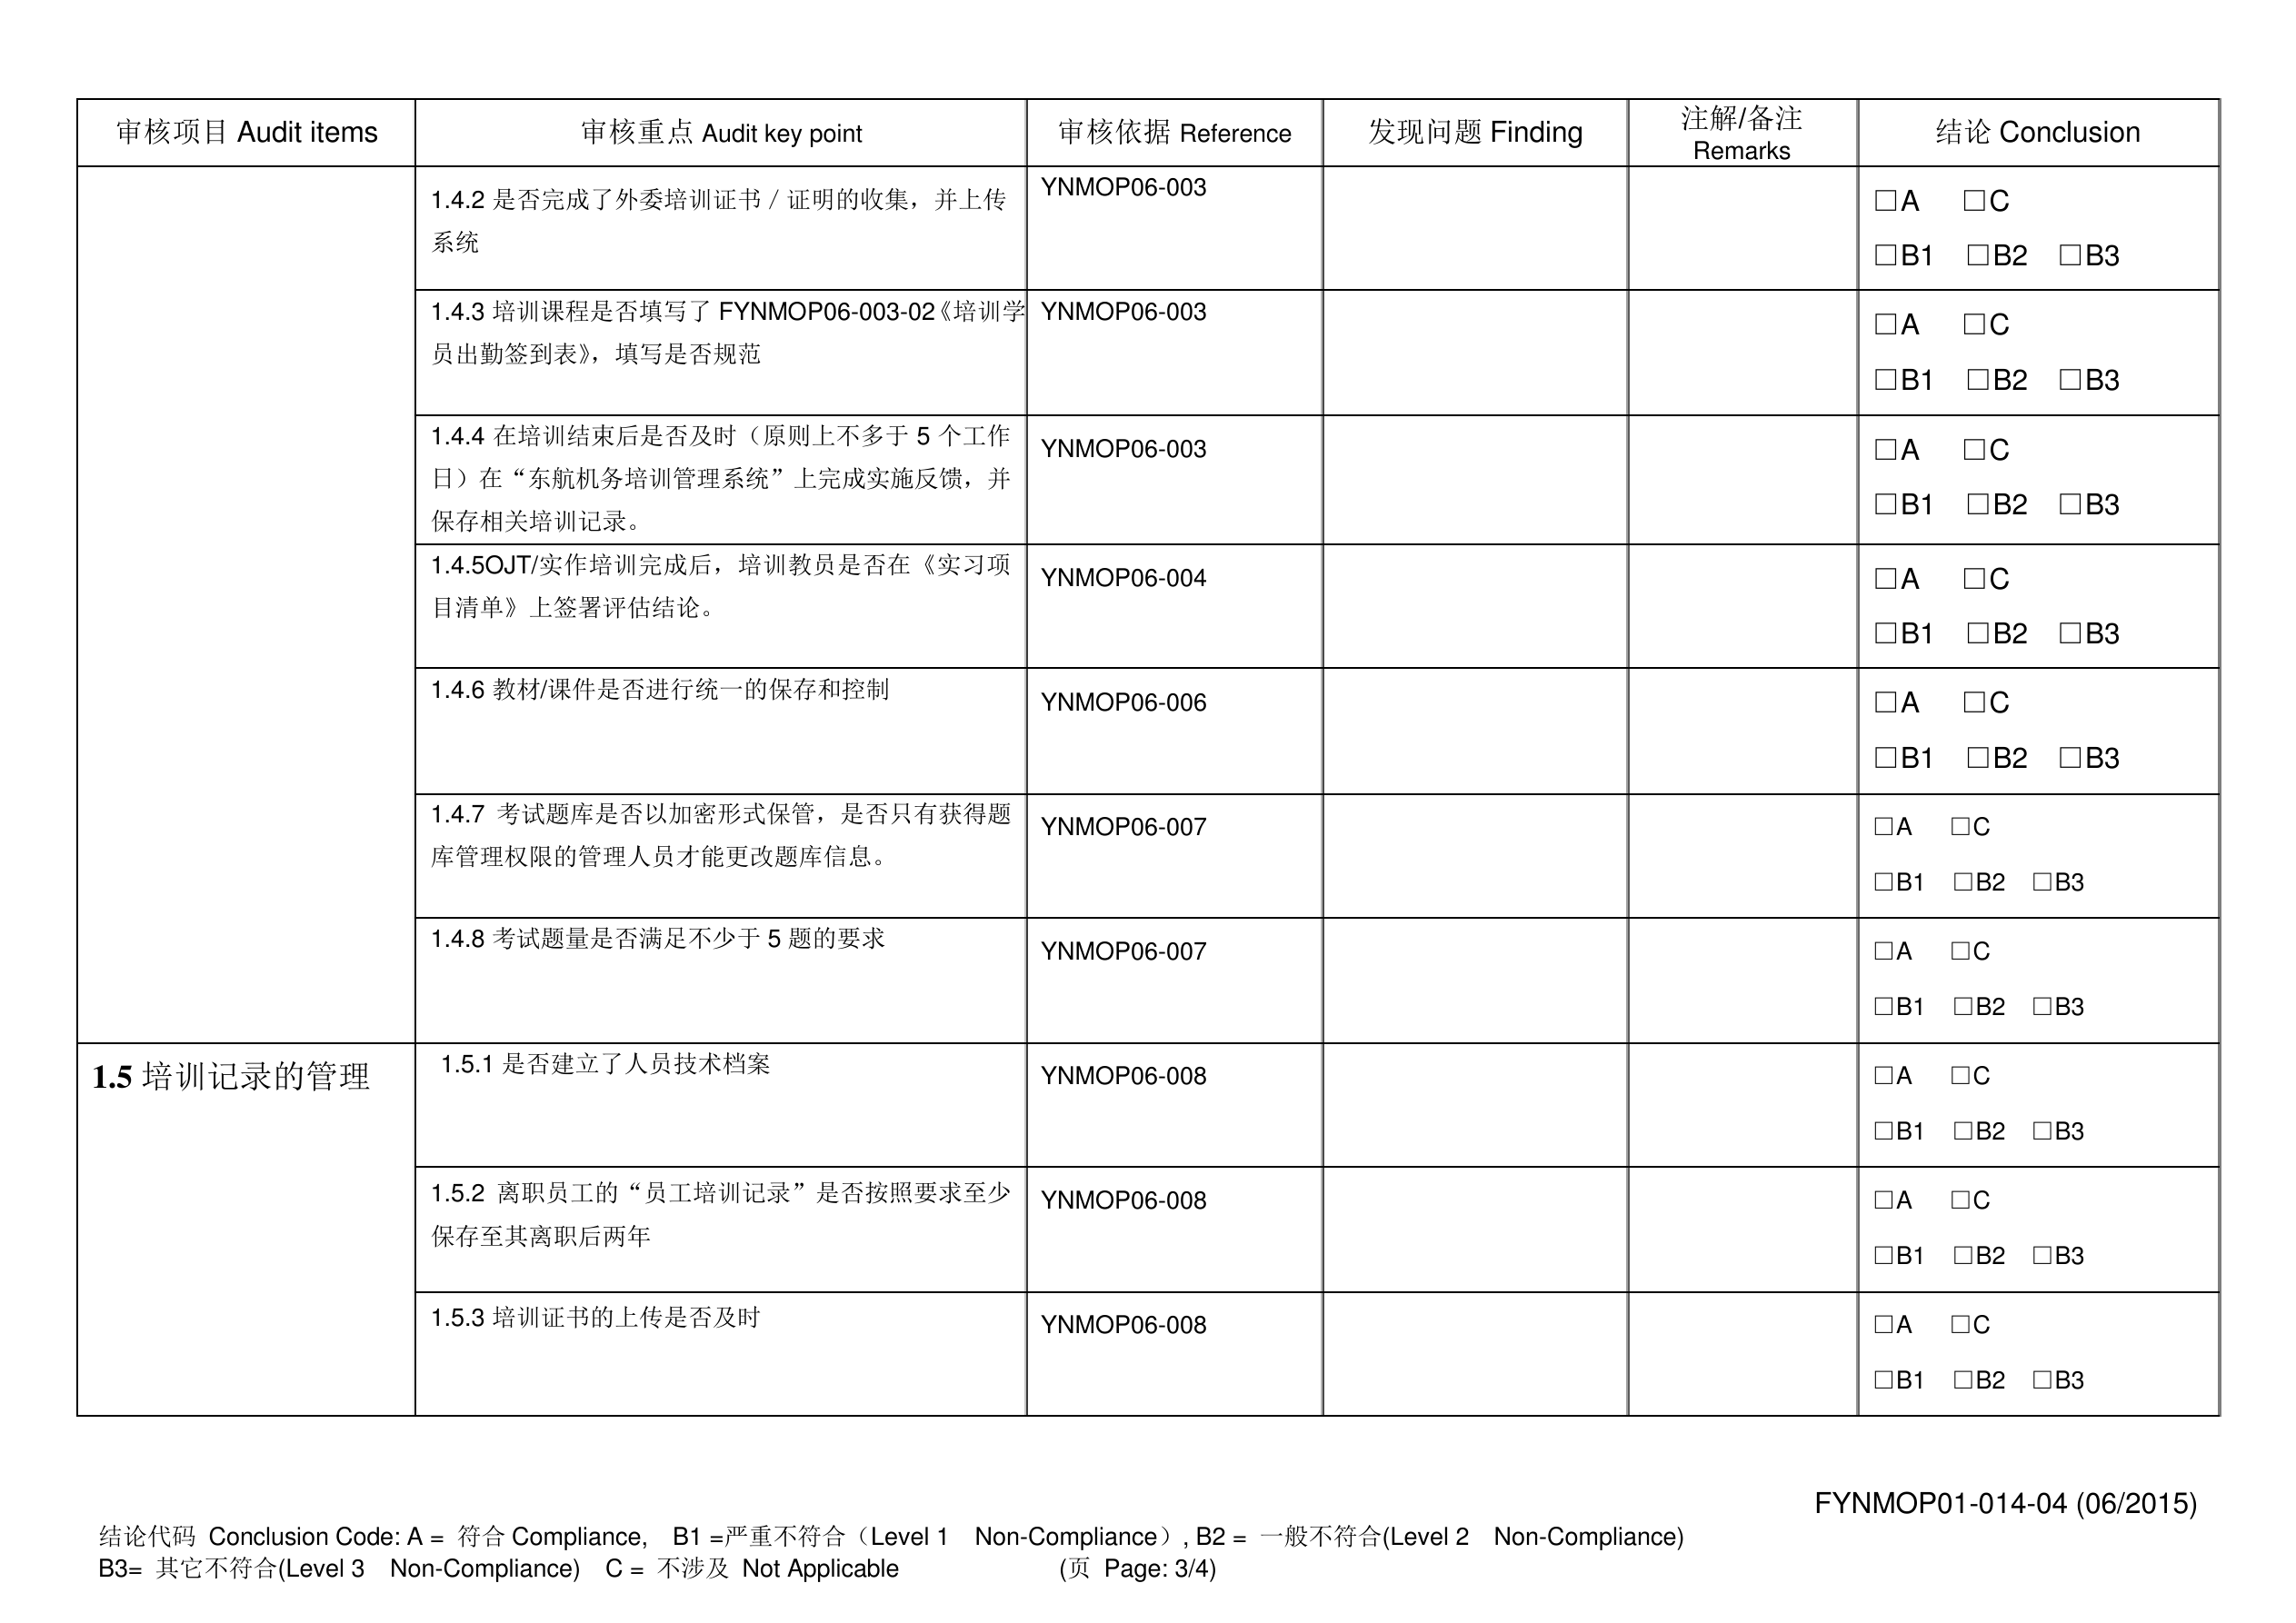 审核项目 Audit items
审核重点 Audit key point
审核依据 Reference
发现问题 Finding
注解/备注
Remarks
结论 Conclusion
1.4.2 是否完成了外委培训证书 / 证明的收集，并上传
系统
YNMOP06-003
□A □C
□B1 □B2 □B3
1.4.3 培训课程是否填写了 FYNMOP06-003-02《培训学
员出勤签到表》，填写是否规范
YNMOP06-003
□A □C
□B1 □B2 □B3
1.4.4 在培训结束后是否及时（原则上不多于 5 个工作
日）在“东航机务培训管理系统”上完成实施反馈，并
保存相关培训记录。
YNMOP06-003
□A □C
□B1 □B2 □B3
1.4.5OJT/实作培训完成后，培训教员是否在《实习项
目清单》上签署评估结论。
YNMOP06-004
□A □C
□B1 □B2 □B3
1.4.6 教材/课件是否进行统一的保存和控制
YNMOP06-006
□A □C
□B1 □B2 □B3
1.4.7 考试题库是否以加密形式保管，是否只有获得题
库管理权限的管理人员才能更改题库信息。
YNMOP06-007
□A □C
□B1 □B2 □B3
1.4.8 考试题量是否满足不少于 5 题的要求
YNMOP06-007
□A □C
□B1 □B2 □B3
1.5 培训记录的管理
1.5.1 是否建立了人员技术档案
YNMOP06-008
□A □C
□B1 □B2 □B3
1.5.2 离职员工的“员工培训记录”是否按照要求至少
保存至其离职后两年
YNMOP06-008
□A □C
□B1 □B2 □B3
1.5.3 培训证书的上传是否及时
YNMOP06-008
□A □C
□B1 □B2 □B3
FYNMOP01-014-04 (06/2015)
结论代码 Conclusion Code: A = 符合 Compliance, B1 =严重不符合（Level 1 Non-Compliance）, B2 = 一般不符合(Level 2 Non-Compliance)
B3= 其它不符合(Level 3 Non-Compliance) C = 不涉及 Not Applicable (页 Page: 3/4)